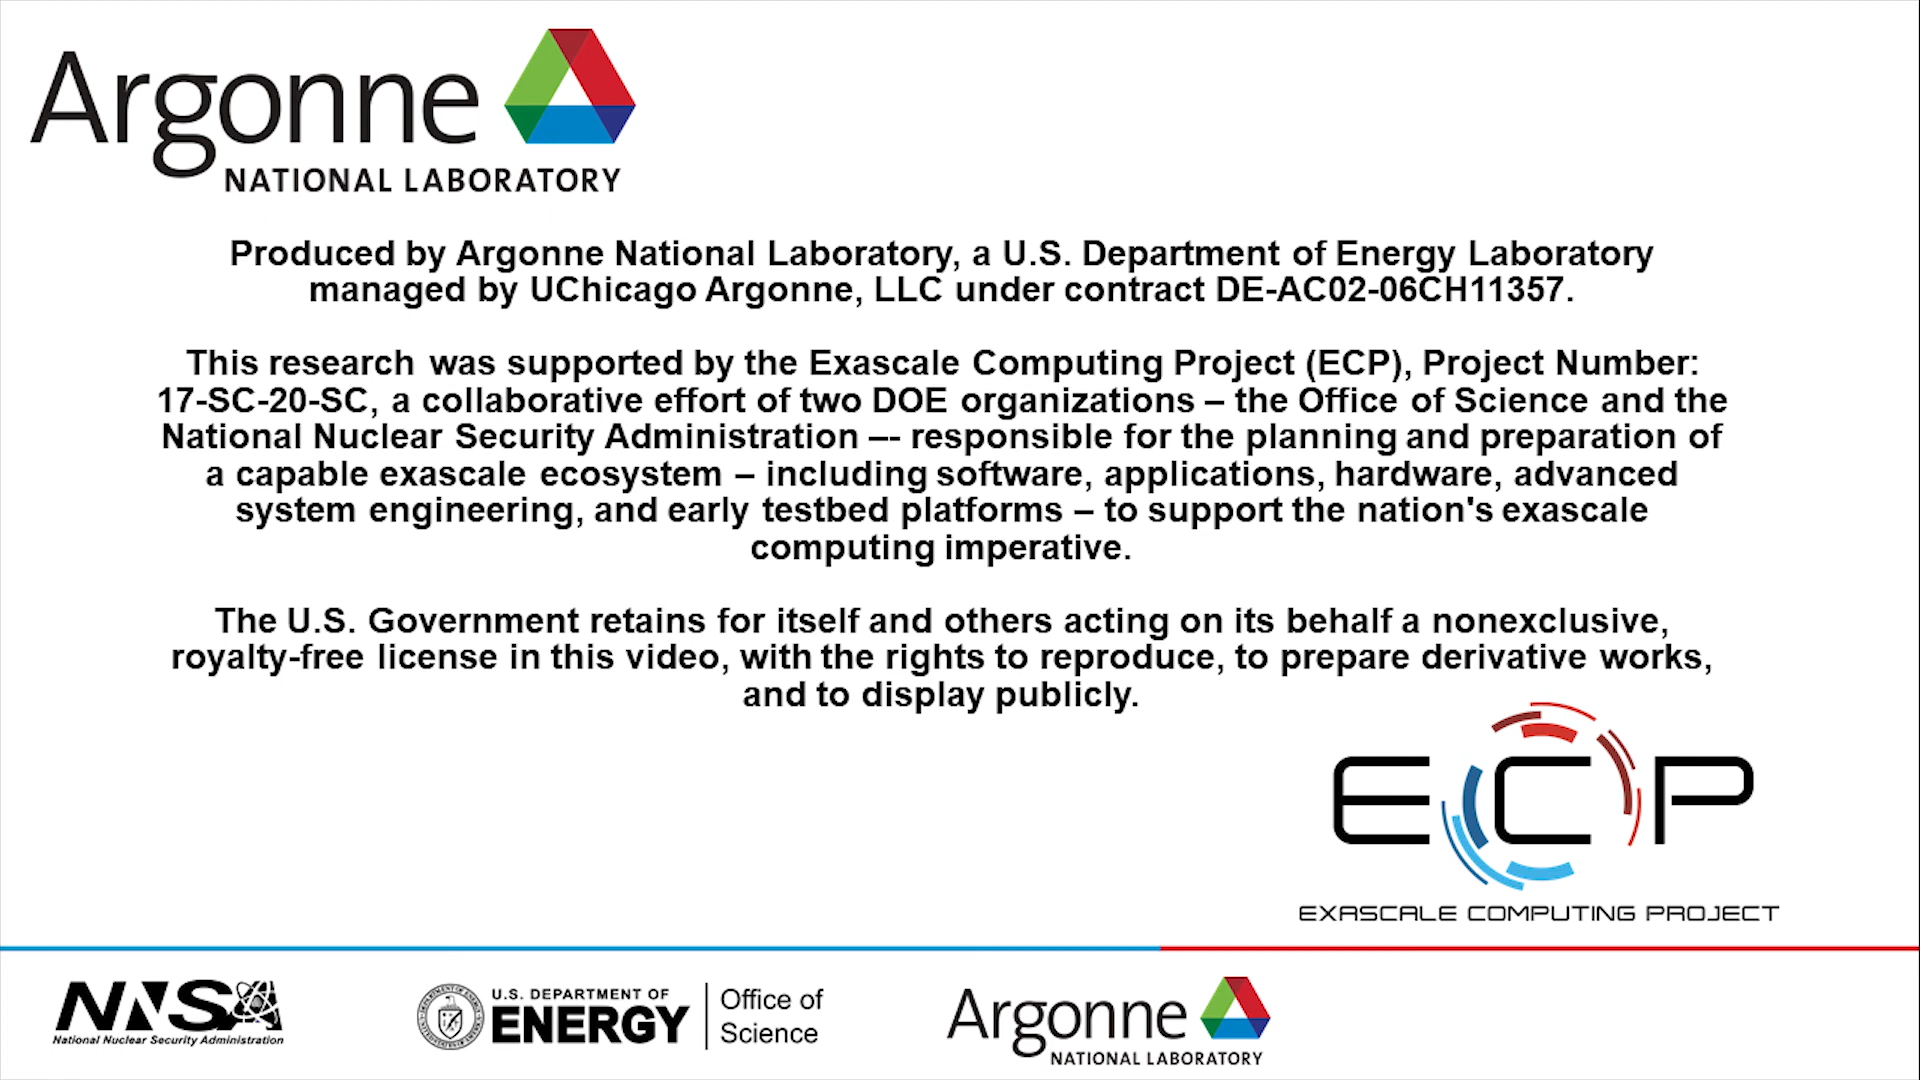 Argonne
NATIONAL LABORATORY
Produced by Argonne National Laboratory, a U.S. Department of Energy Laboratory
managed by UChicago Argonne, LLC under contract DE-AC02-06CH11357.
This research was supported by the Exascale Computing Project (ECP), Project Number:
17-SC-20-SC, a collaborative effort of two DOE organizations – the Office of Science and the
National Nuclear Security Administration –- responsible for the planning and preparation of
a capable exascale ecosystem – including software, applications, hardware, advanced
system engineering, and early testbed platforms – to support the nation's exascale
computing imperative.
The U.S. Government retains for itself and others acting on its behalf a nonexclusive,
royalty-free license in this video, with the rights to reproduce, to prepare derivative works,
and to display publicly.
ECP
EXASCALE COMPUTING PROJECT
NNSA
National Nuclear Security Administration
U.S. DEPARTMENT OF
ENERGY
Office of
Science
Argonne
NATIONAL LABORATORY